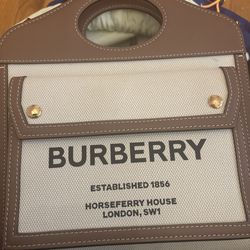 BURBERRY
ESTABLISHED 1856
HORSEFERRY HOUSE
LONDON, SW1